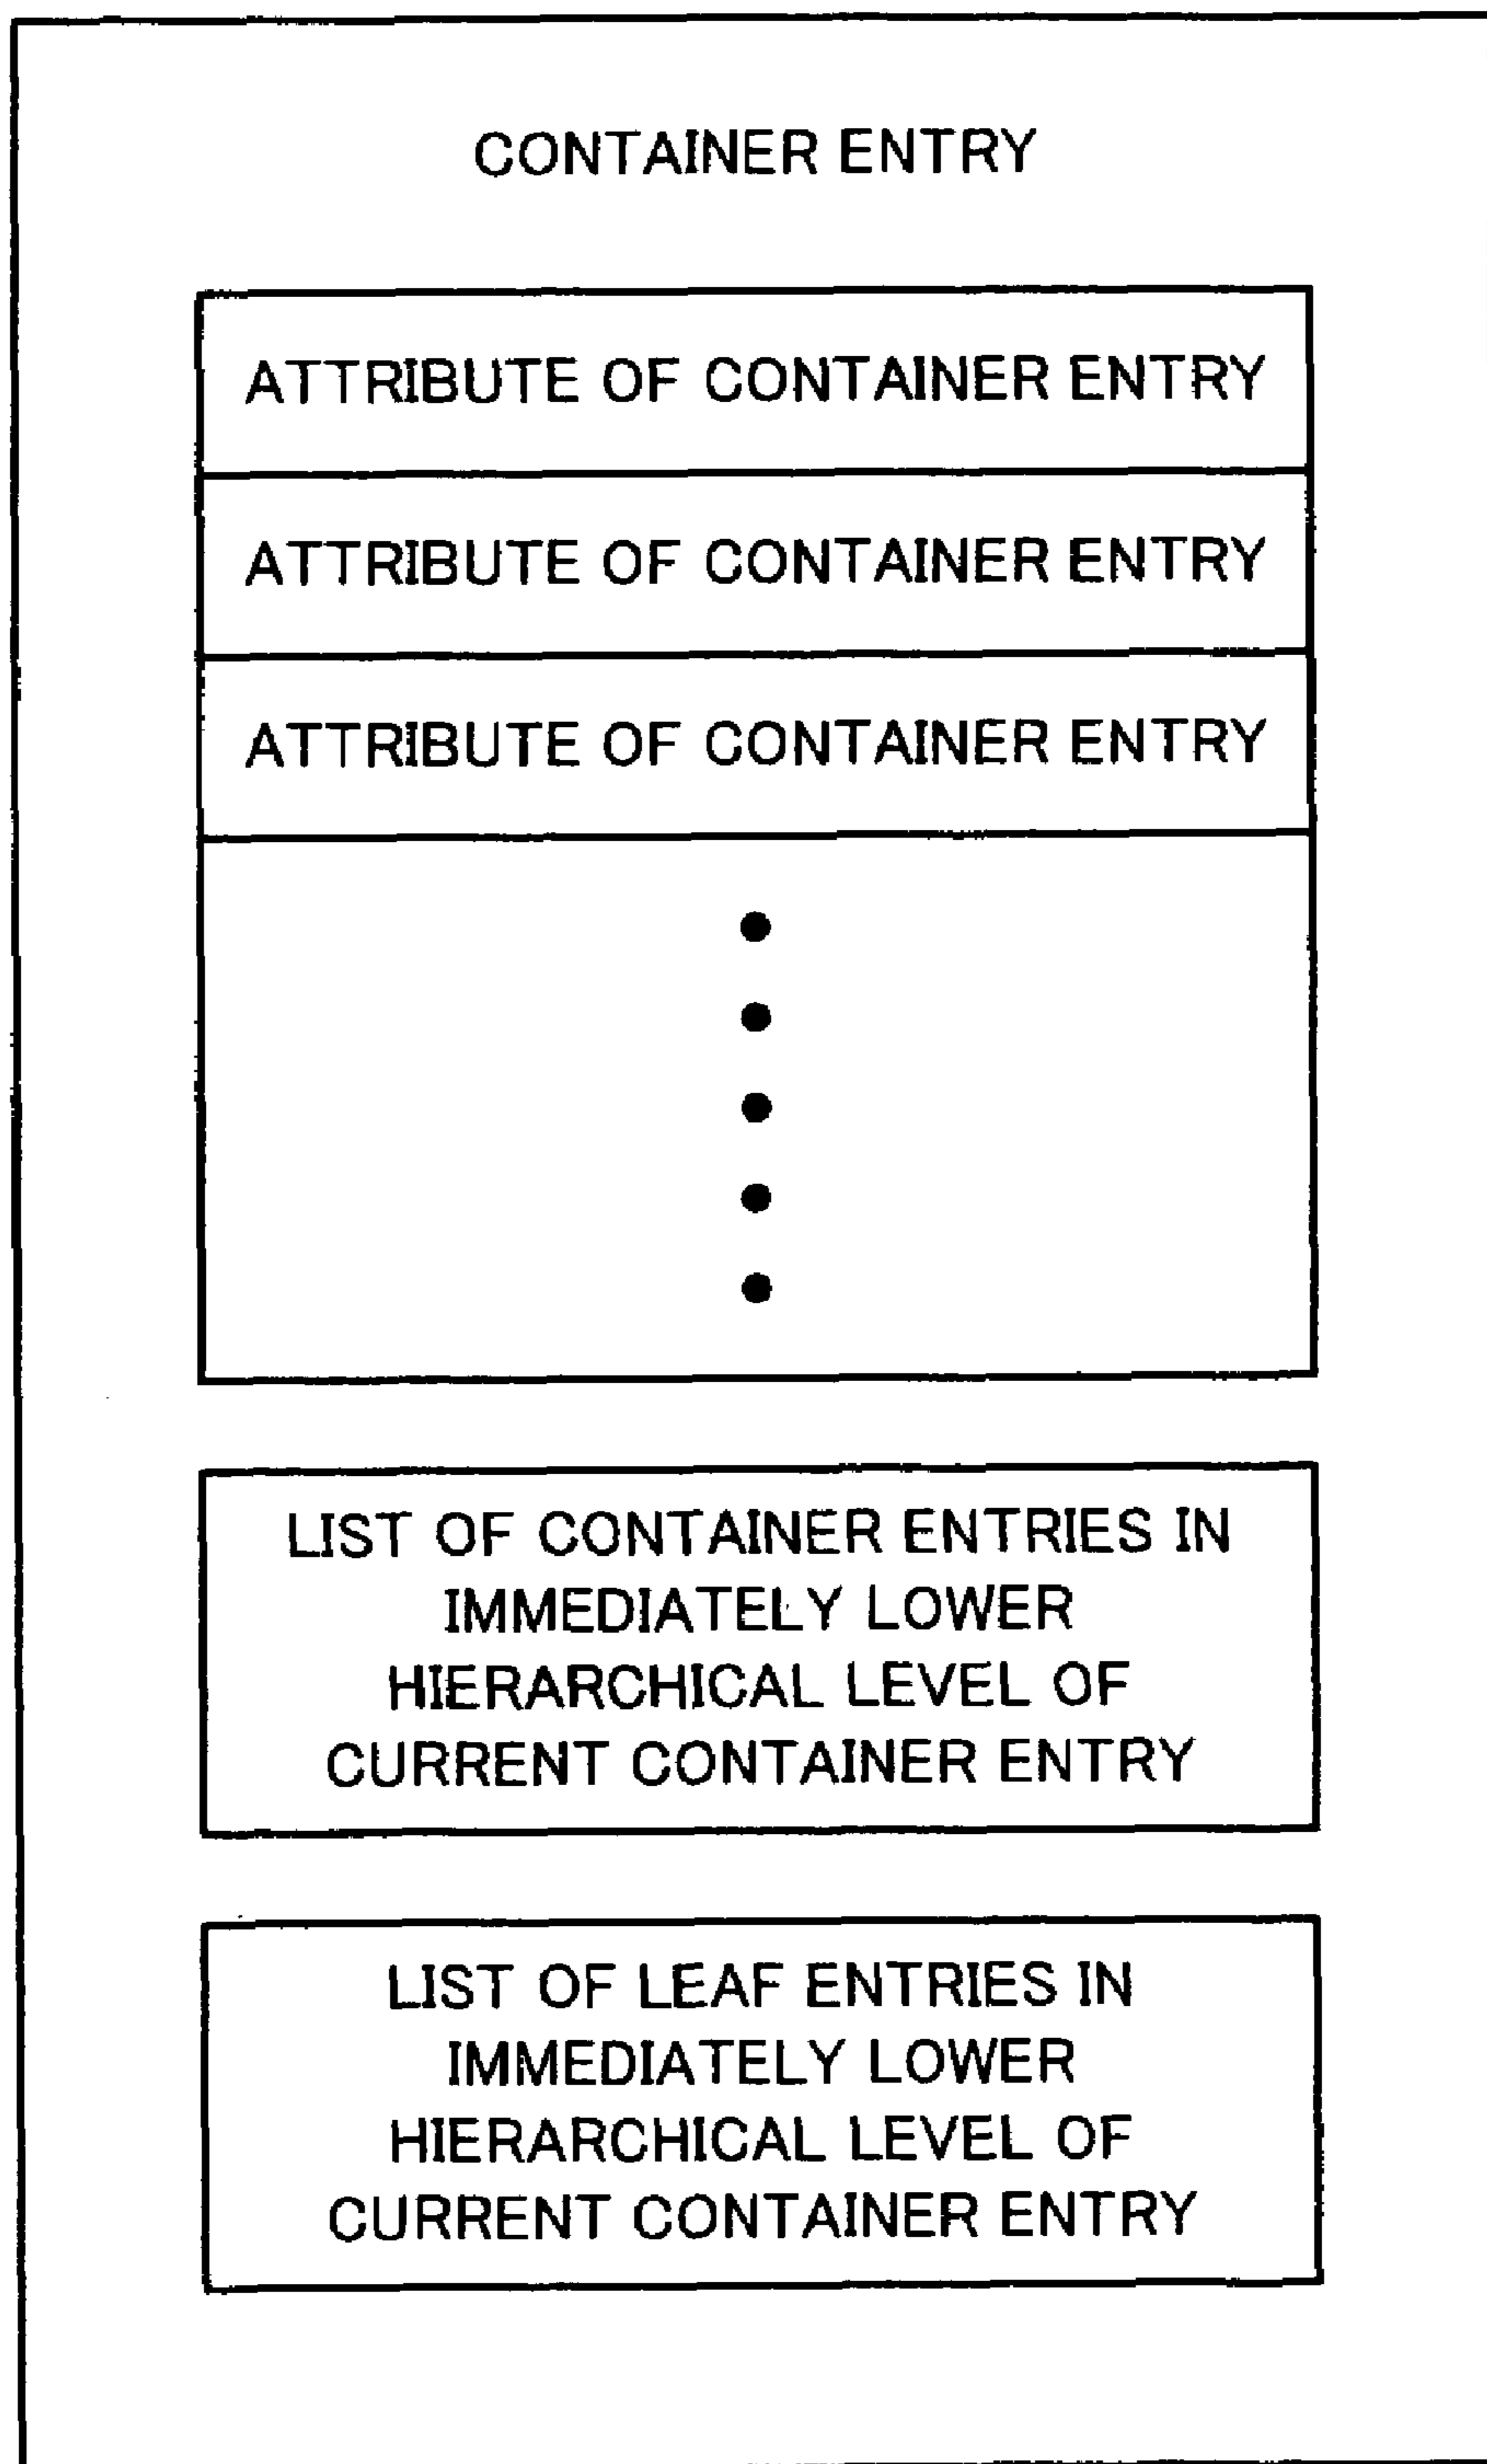 CONTAINER ENTRY
ATTRIBUTE OF CONTAINER ENTRY
ATTRIBUTE OF CONTAINER ENTRY
ATTRIBUTE OF CONTAINER ENTRY
LIST OF CONTAINER ENTRIES IN
IMMEDIATELY LOWER
HIERARCHICAL LEVEL OF
CURRENT CONTAINER ENTRY
LIST OF LEAF ENTRIES IN
IMMEDIATELY LOWER
HIERARCHICAL LEVEL OF
CURRENT CONTAINER ENTRY